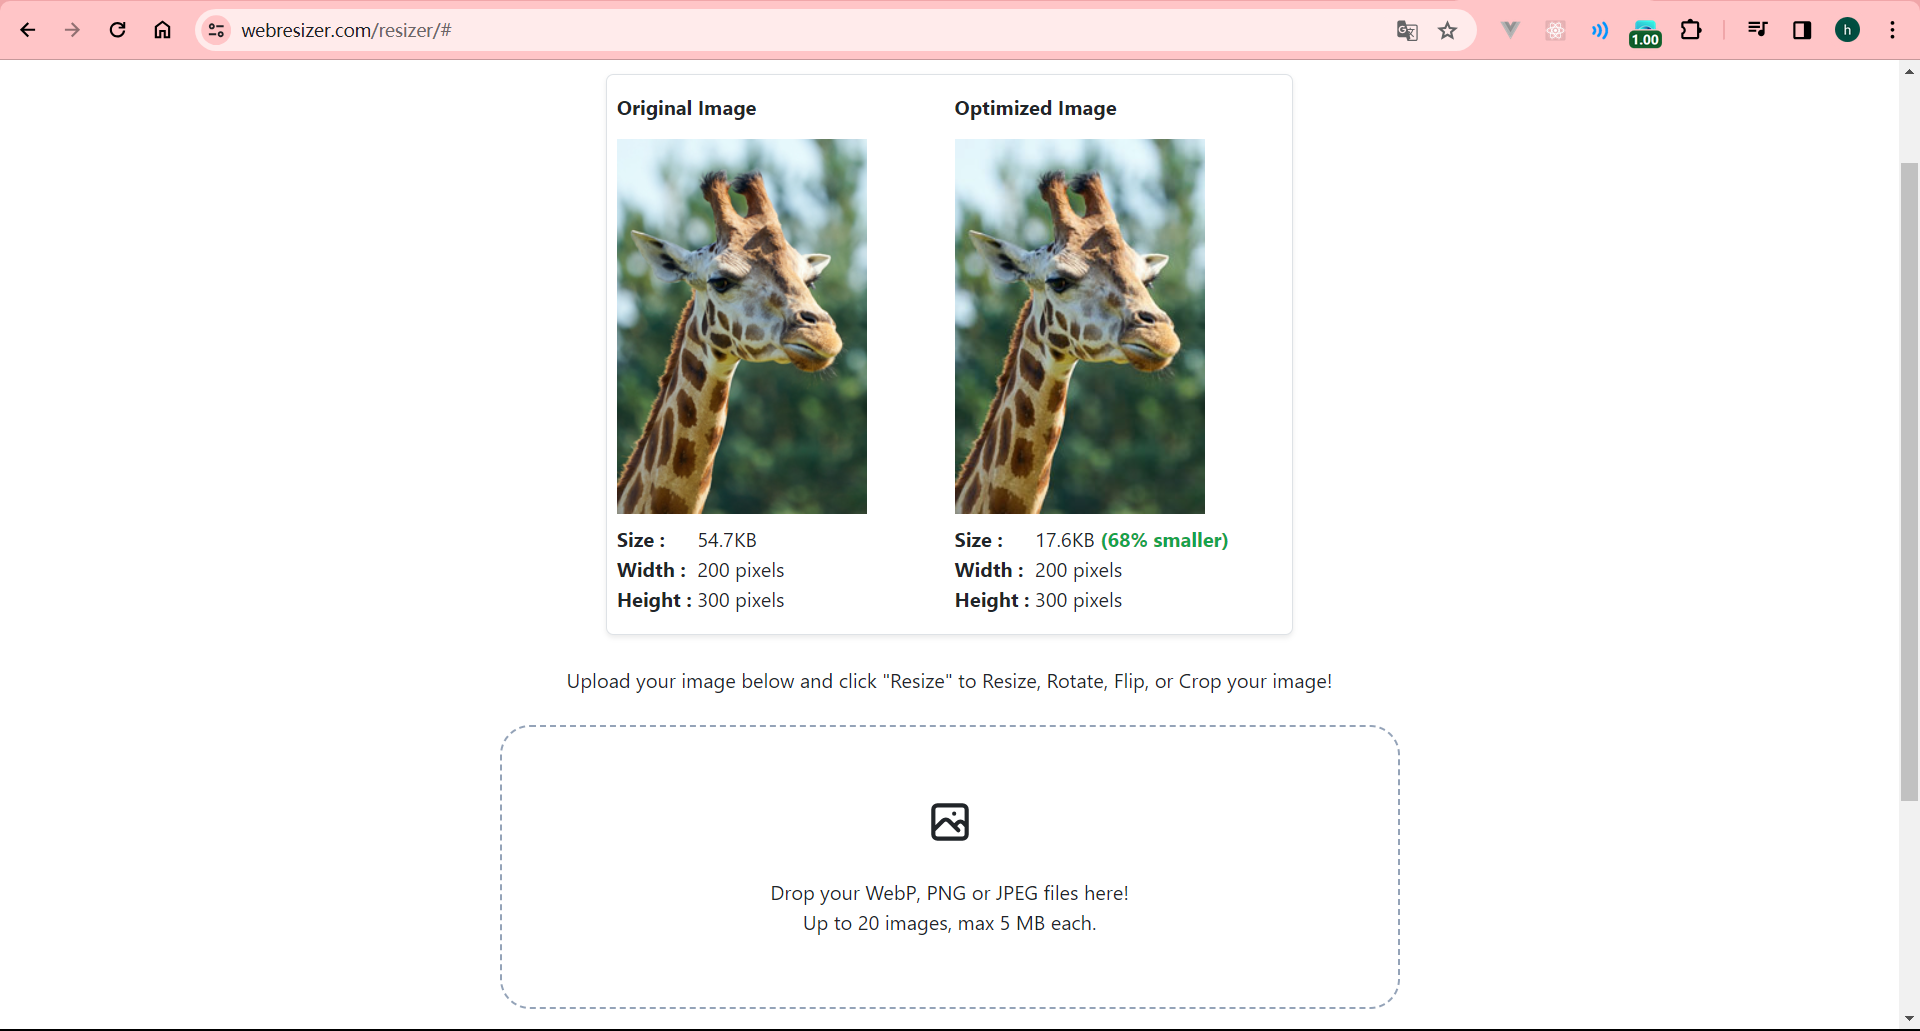 webresizer.com/resizer/#
1.00
h
Original Image
Optimized Image
Size : 54.7KB
Width : 200 pixels
Height : 300 pixels
Size : 17.6KB (68% smaller)
Width : 200 pixels
Height : 300 pixels
Upload your image below and click "Resize" to Resize, Rotate, Flip, or Crop your image!
Drop your WebP, PNG or JPEG files here!
Up to 20 images, max 5 MB each.